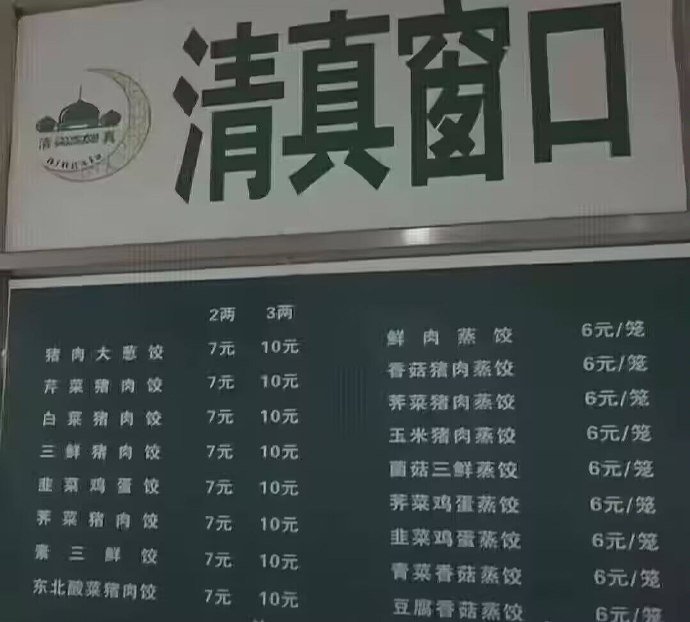 清真窗口
清 真
2两 3两
猪肉大葱饺 7元 10元
芹菜猪肉饺 7元 10元
白菜猪肉饺 7元 10元
三鲜猪肉饺 7元 10元
韭菜鸡蛋饺 7元 10元
荠菜猪肉饺 7元 10元
素三鲜饺 7元 10元
东北酸菜猪肉饺 7元 10元
鲜肉蒸饺 6元/笼
香菇猪肉蒸饺 6元/笼
荠菜猪肉蒸饺 6元/笼
玉米猪肉蒸饺 6元/笼
菌菇三鲜蒸饺 6元/笼
荠菜鸡蛋蒸饺 6元/笼
韭菜鸡蛋蒸饺 6元/笼
青菜香菇蒸饺 6元/笼
豆腐香菇蒸饺 6元/笼